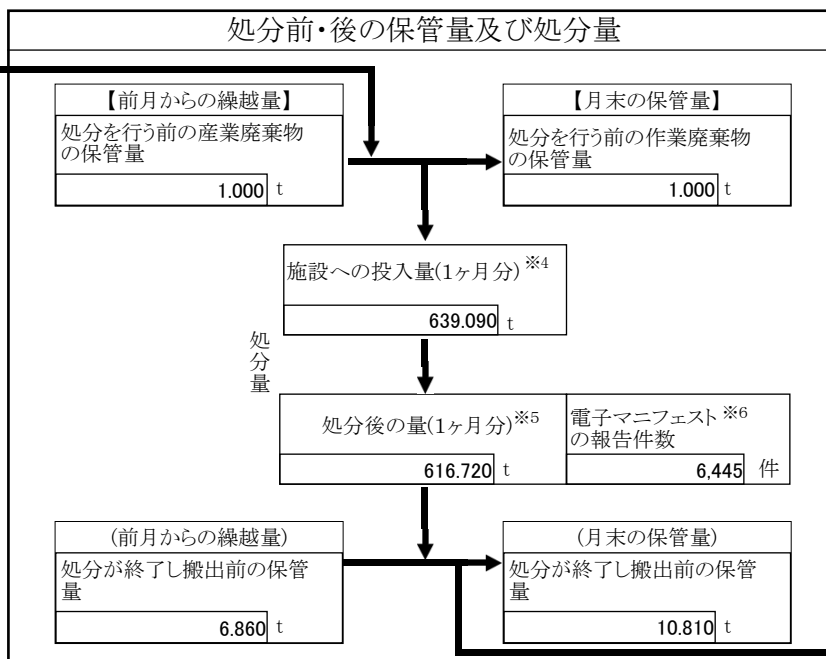 処分前・後の保管量及び処分量
【前月からの繰越量】
処分を行う前の産業廃棄物
の保管量
1.000 t
【月末の保管量】
処分を行う前の作業廃棄物
の保管量
1.000 t
施設への投入量(1ヶ月分)※4
639.090 t
処分量
処分後の量(1ヶ月分)※5
616.720 t
電子マニフェスト※6
の報告件数
6,445 件
(前月からの繰越量)
処分が終了し搬出前の保管
量
6.860 t
(月末の保管量)
処分が終了し搬出前の保管
量
10.810 t